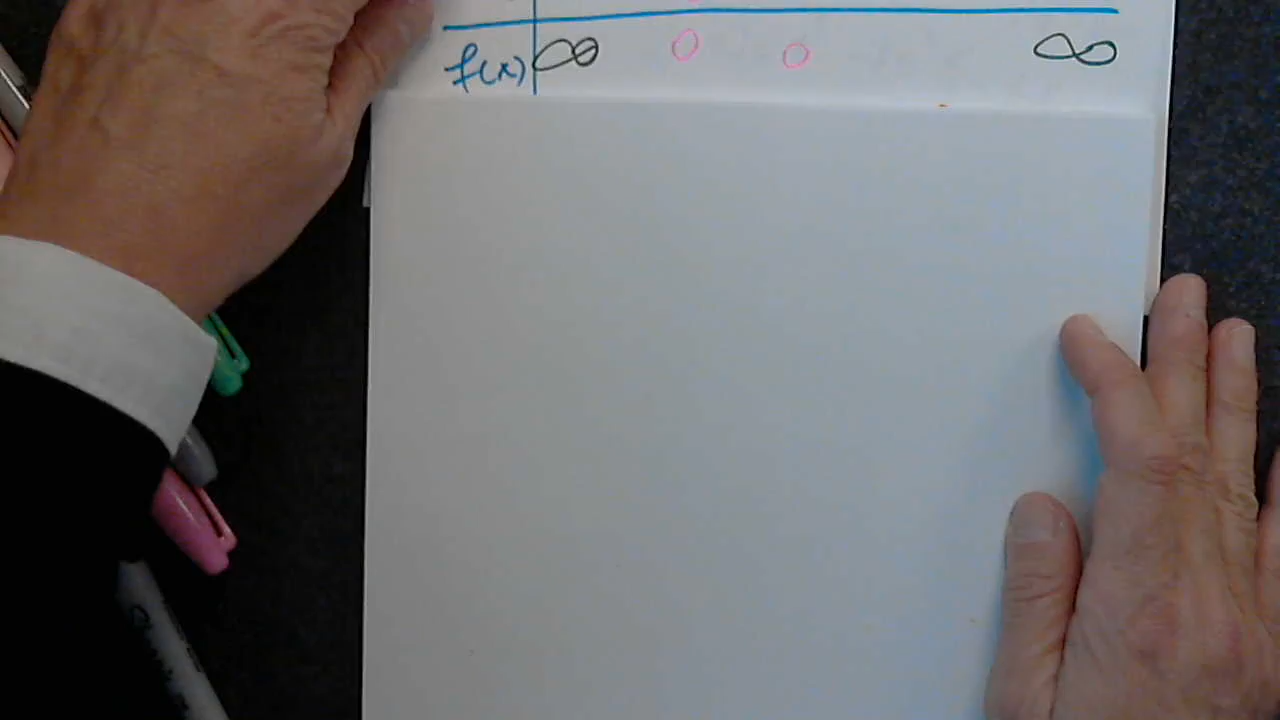 f(x) ∞ 0 0 ∞